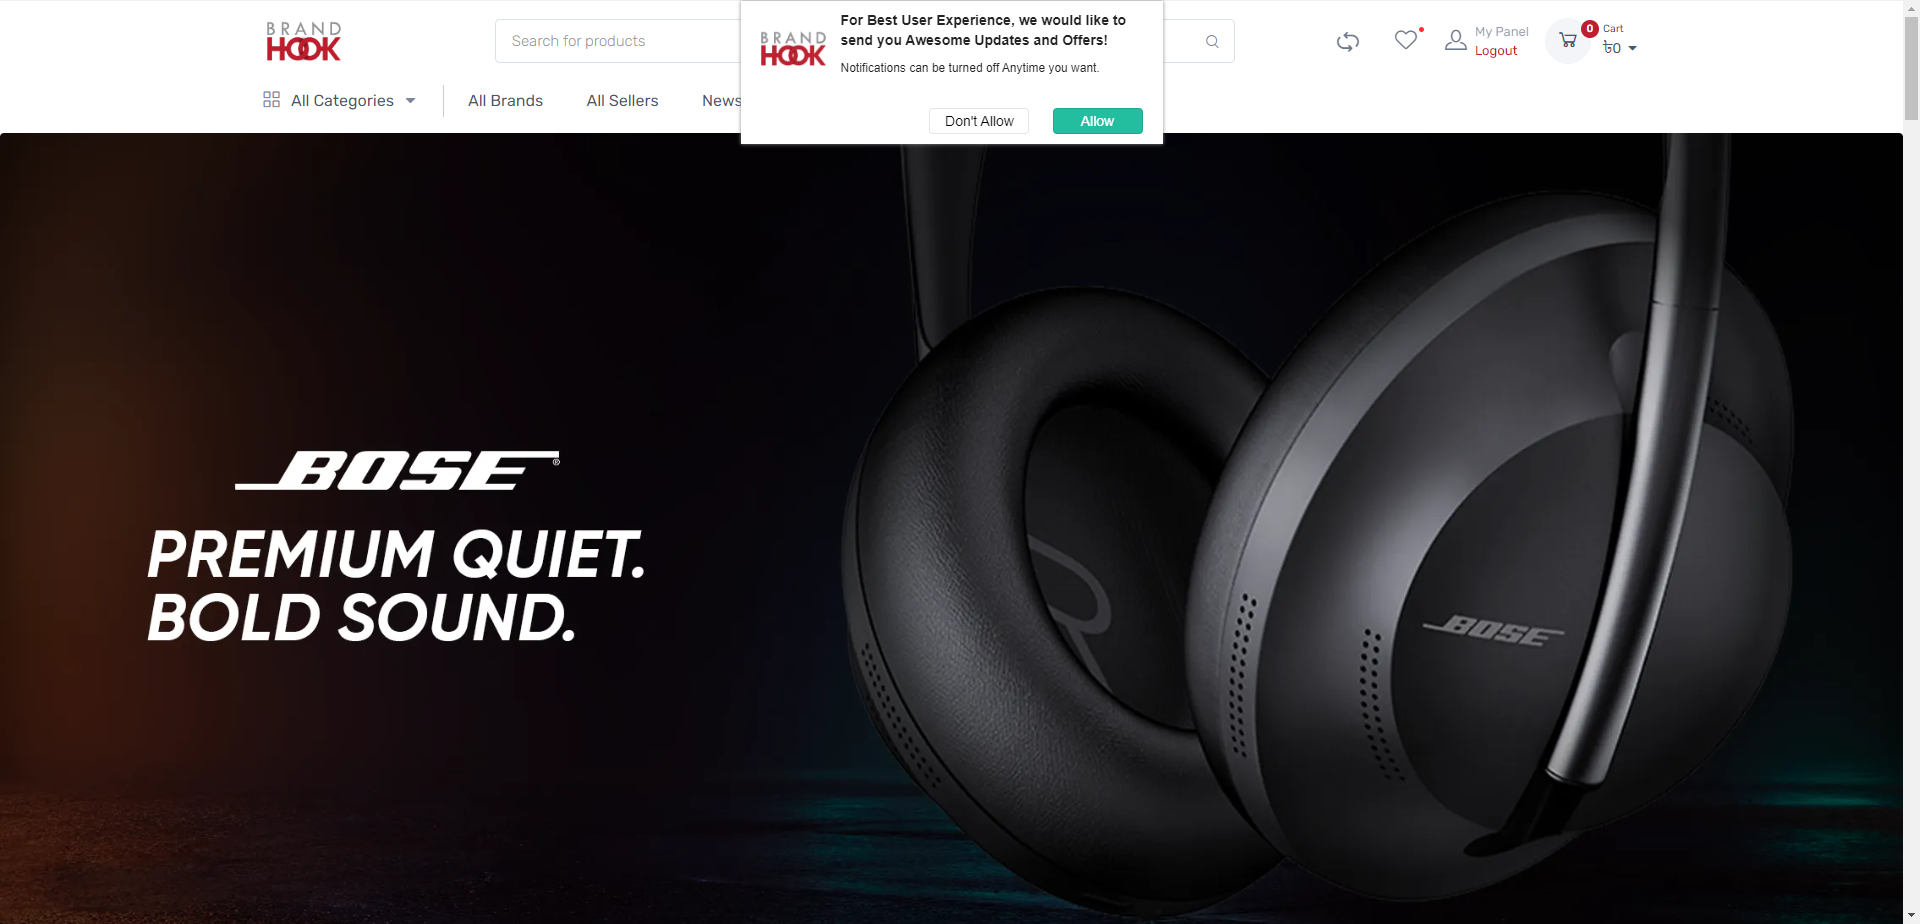 BRAND
HOOK
Search for products
My Panel
Logout
0
Cart
৳0
All Categories
All Brands
All Sellers
News
BRAND
HOOK
For Best User Experience, we would like to
send you Awesome Updates and Offers!
Notifications can be turned off Anytime you want.
Don't Allow
Allow
BOSE®
PREMIUM QUIET.
BOLD SOUND.
BOSE